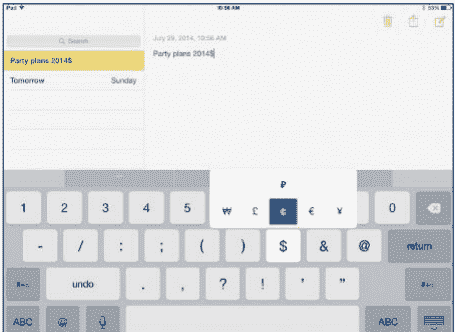 iPad
10:56 AM
53%
Search
July 29, 2014, 10:56 AM
Party plans 2014$
Party plans 2014$
Tomorrow Sunday
₽
₩ £ ¢ € ¥
1 2 3 4 5 0
- / : ; ( ) $ & @ return
#+= undo . , ? ! ' " #+=
ABC ABC